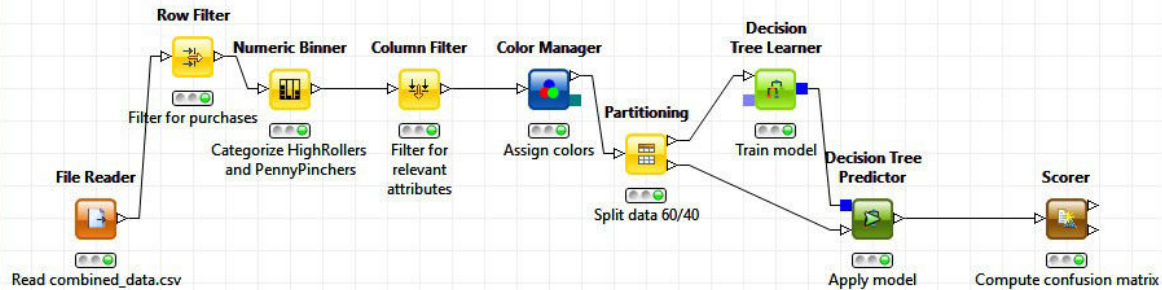 Row Filter
Filter for purchases
Numeric Binner
Categorize HighRollers
and PennyPinchers
Column Filter
Filter for
relevant
attributes
Color Manager
Assign colors
Partitioning
Split data 60/40
Decision
Tree Learner
Train model
File Reader
Read combined_data.csv
Decision Tree
Predictor
Apply model
Scorer
Compute confusion matrix